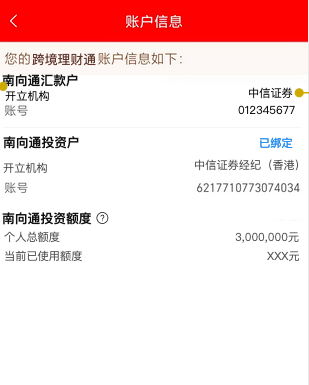 账户信息
您的跨境理财通账户信息如下：
南向通汇款户
开立机构 中信证券
账号 012345677
南向通投资户 已绑定
开立机构 中信证券经纪（香港）
账号 6217710773074034
南向通投资额度 ?
个人总额度 3,000,000元
当前已使用额度 XXX元